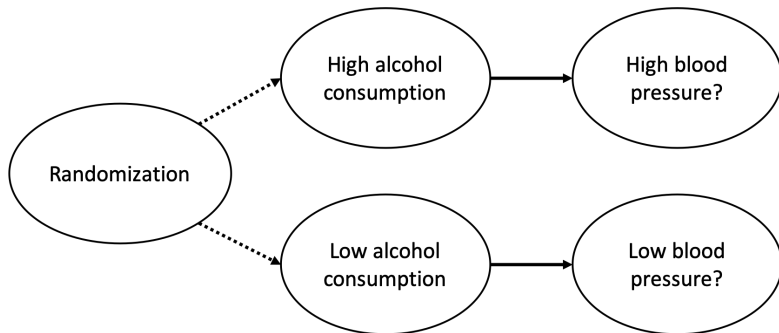 Randomization
High alcohol
consumption
High blood
pressure?
Low alcohol
consumption
Low blood
pressure?